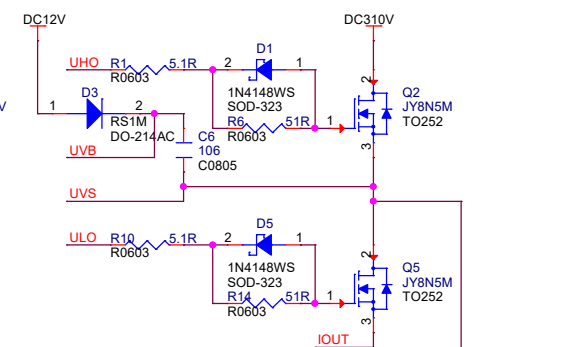 DC12V
DC310V
UHO
R1
5.1R
R0603
2
D1
1
1N4148WS
SOD-323
R6
51R
R0603
1
2
3
Q2
JY8N5M
TO252
V
1
D3
2
RS1M
DO-214AC
C6
106
C0805
UVB
UVS
ULO
R10
5.1R
R0603
2
D5
1
1N4148WS
SOD-323
R14
51R
R0603
1
2
3
Q5
JY8N5M
TO252
IOUT